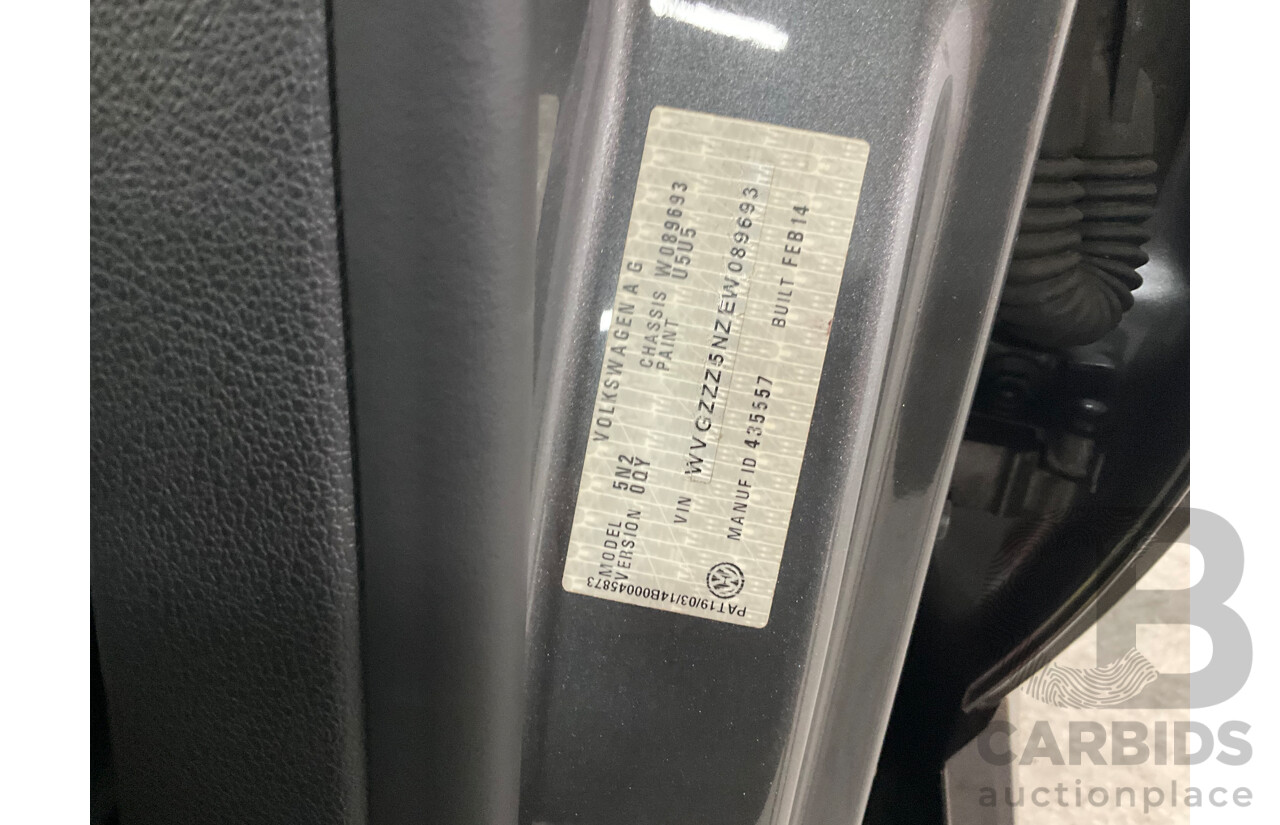 VOLKSWAGEN AG
MODEL 5N2 CHASSIS W089693
VERSION 0QY PAINT U5U5
VIN WVGZZZ5NZEW089693
MANUF ID 435557 BUILT FEB14
PAT19/03/14B00045873
B
CARBIDS
auctionplace